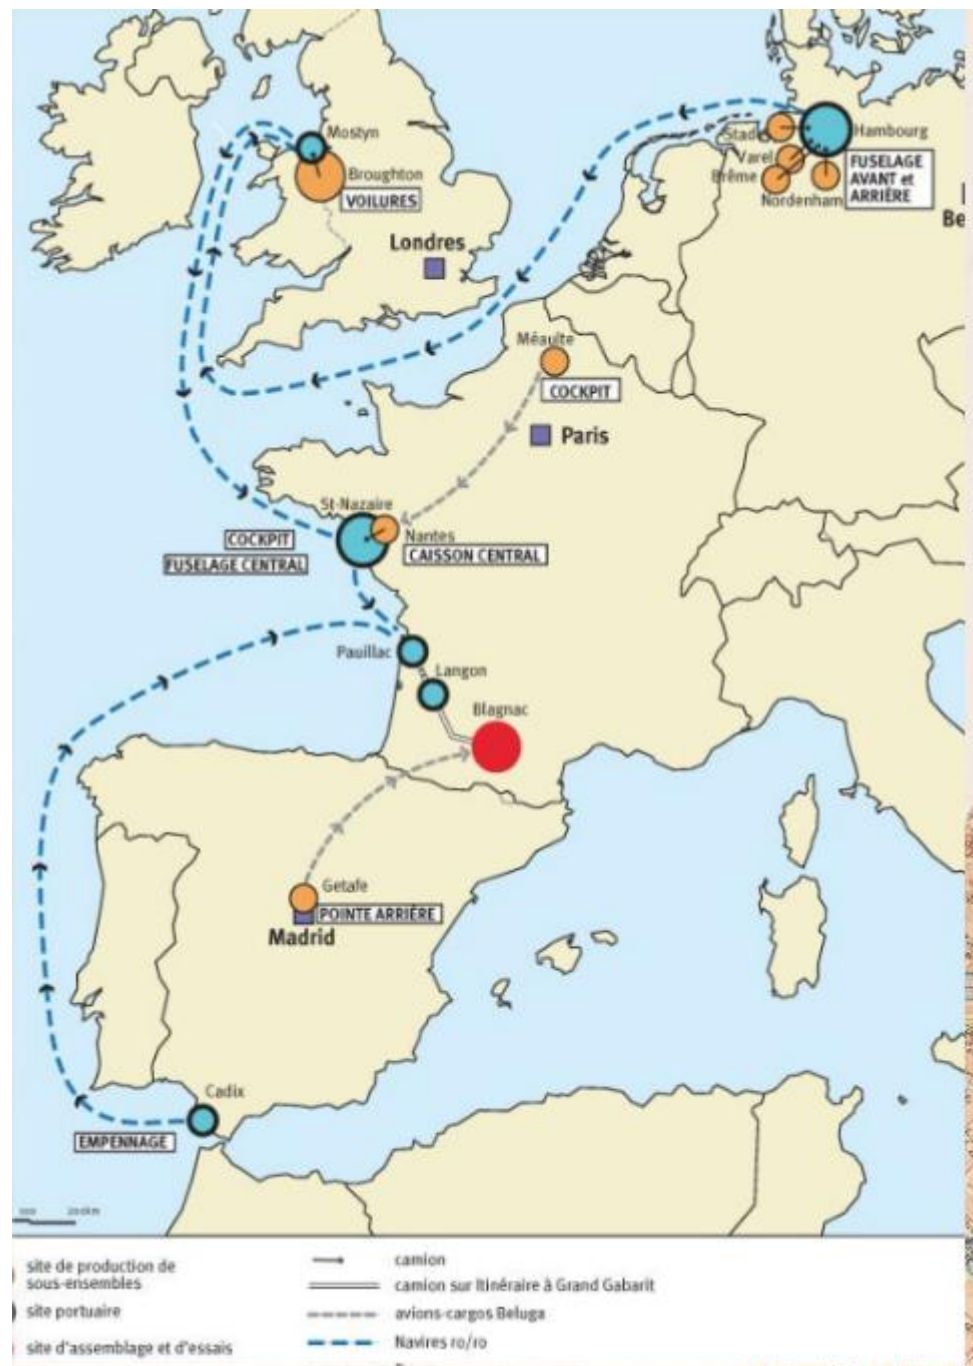 Mostyn
Broughton
VOILURES
Londres
Hambourg
Varel
Brême
Nordenham
FUSELAGE
AVANT et
ARRIÈRE
Be
Méaulte
COCKPIT
Paris
St-Nazaire
Nantes
CAISSON CENTRAL
COCKPIT
FUSELAGE CENTRAL
Pauillac
Langon
Blagnac
Getafe
POINTE ARRIÈRE
Madrid
Cadix
EMPENNAGE
site de production de
sous-ensembles
site portuaire
site d'assemblage et d'essais
camion
camion sur Itinéraire à Grand Gabarit
avions-cargos Beluga
Navires ro/ro